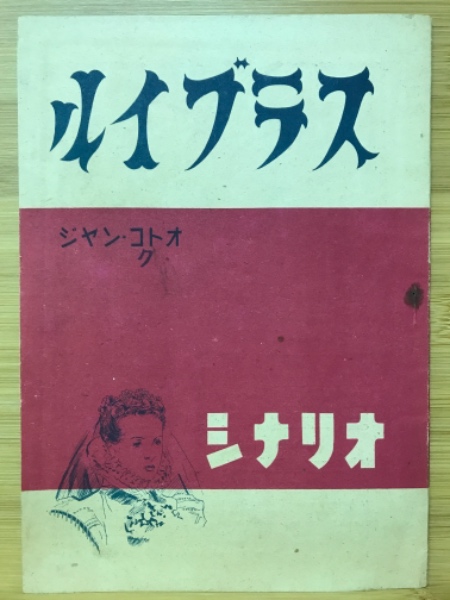 ルイブラス
ジヤン・コトオ
ク
シナリオ